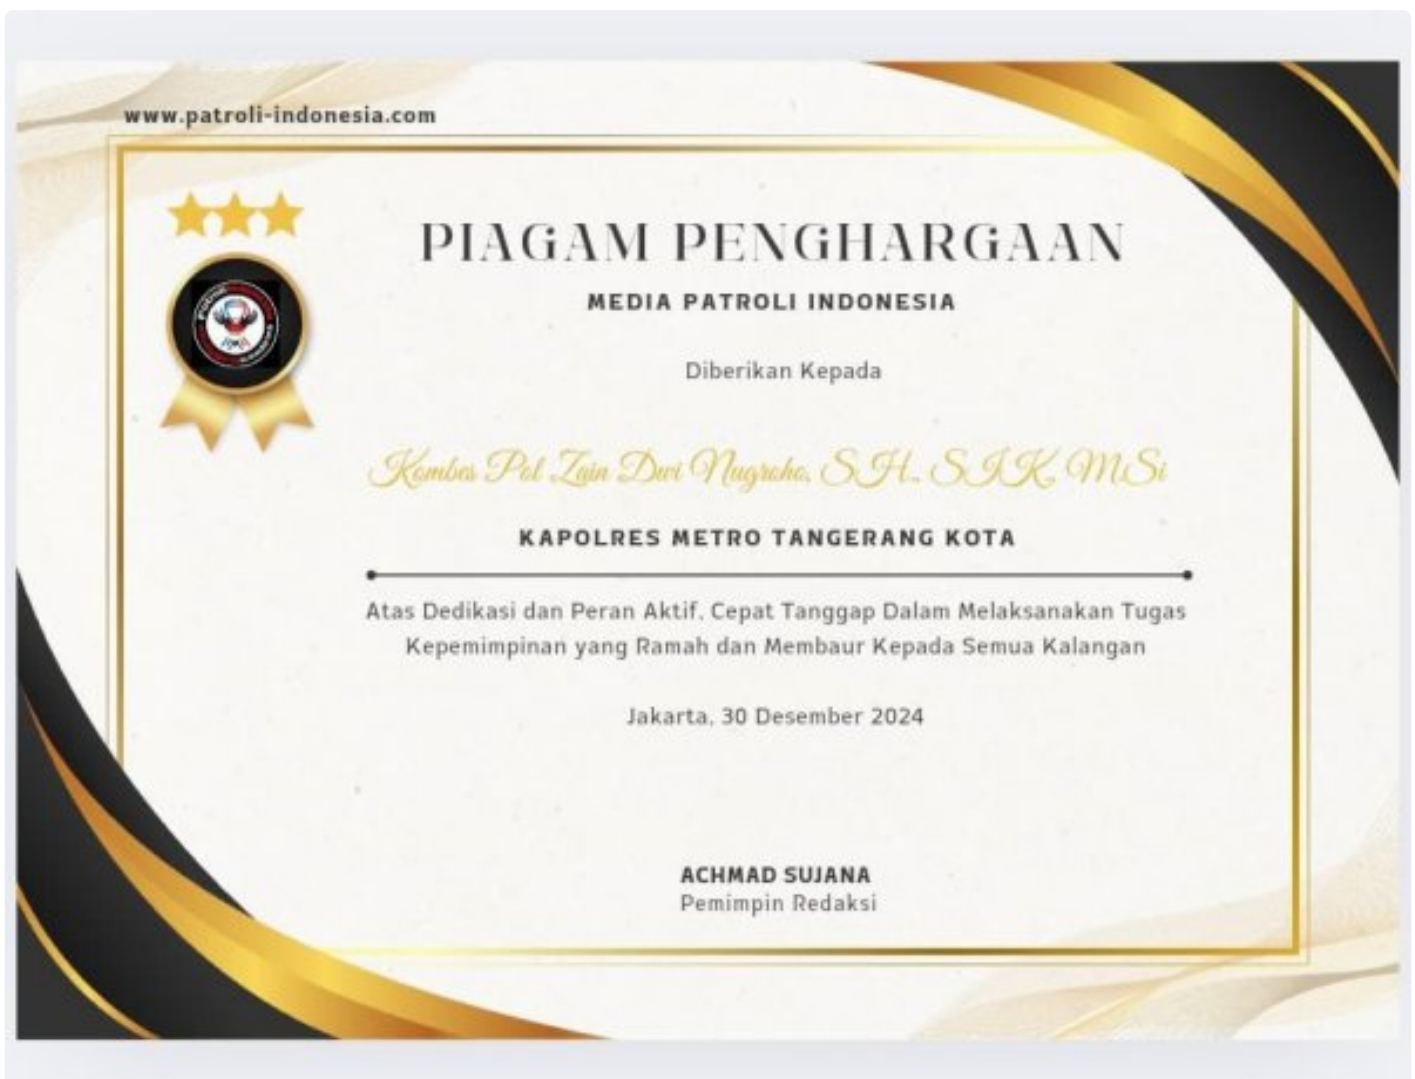 www.patroli-indonesia.com
PIAGAM PENGHARGAAN
MEDIA PATROLI INDONESIA
Diberikan Kepada
Kombes Pol Zain Dwi Nugroho, S.H., S.I.K, M.Si
KAPOLRES METRO TANGERANG KOTA
Atas Dedikasi dan Peran Aktif, Cepat Tanggap Dalam Melaksanakan Tugas
Kepemimpinan yang Ramah dan Membaur Kepada Semua Kalangan
Jakarta, 30 Desember 2024
ACHMAD SUJANA
Pemimpin Redaksi